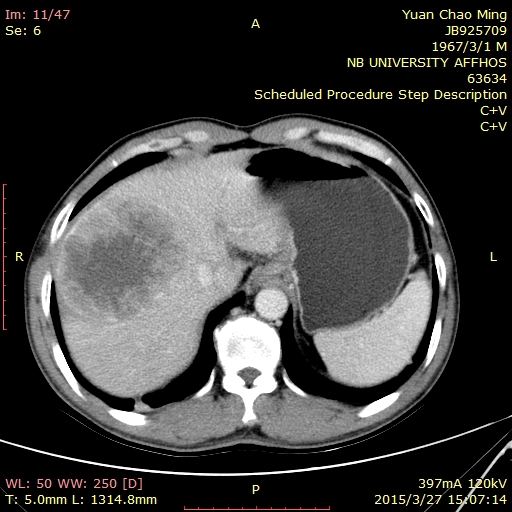 Im: 11/47
Se: 6
A
Yuan Chao Ming
JB925709
1967/3/1 M
NB UNIVERSITY AFFHOS
63634
Scheduled Procedure Step Description
C+V
C+V
R
L
WL: 50 WW: 250 [D]
T: 5.0mm L: 1314.8mm
P
397mA 120kV
2015/3/27 15:07:14